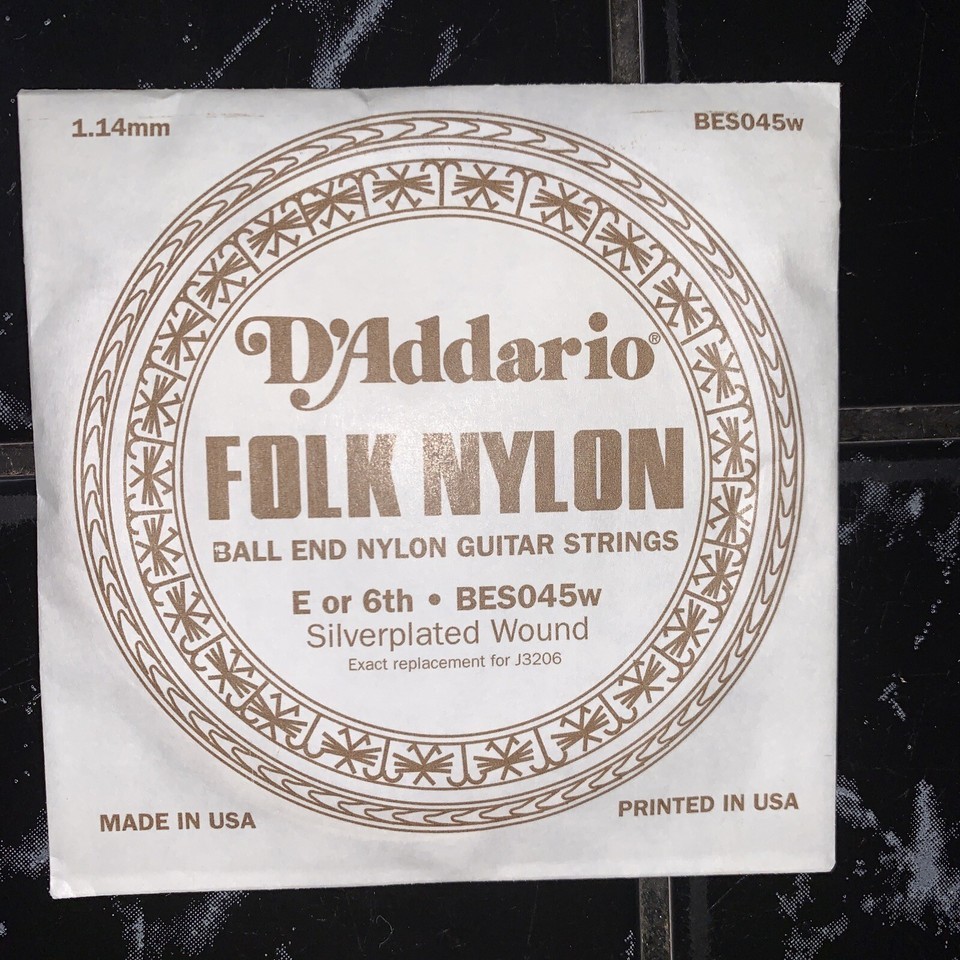 1.14mm
BES045w
D'Addario®
FOLK NYLON
BALL END NYLON GUITAR STRINGS
E or 6th • BES045w
Silverplated Wound
Exact replacement for J3206
MADE IN USA
PRINTED IN USA